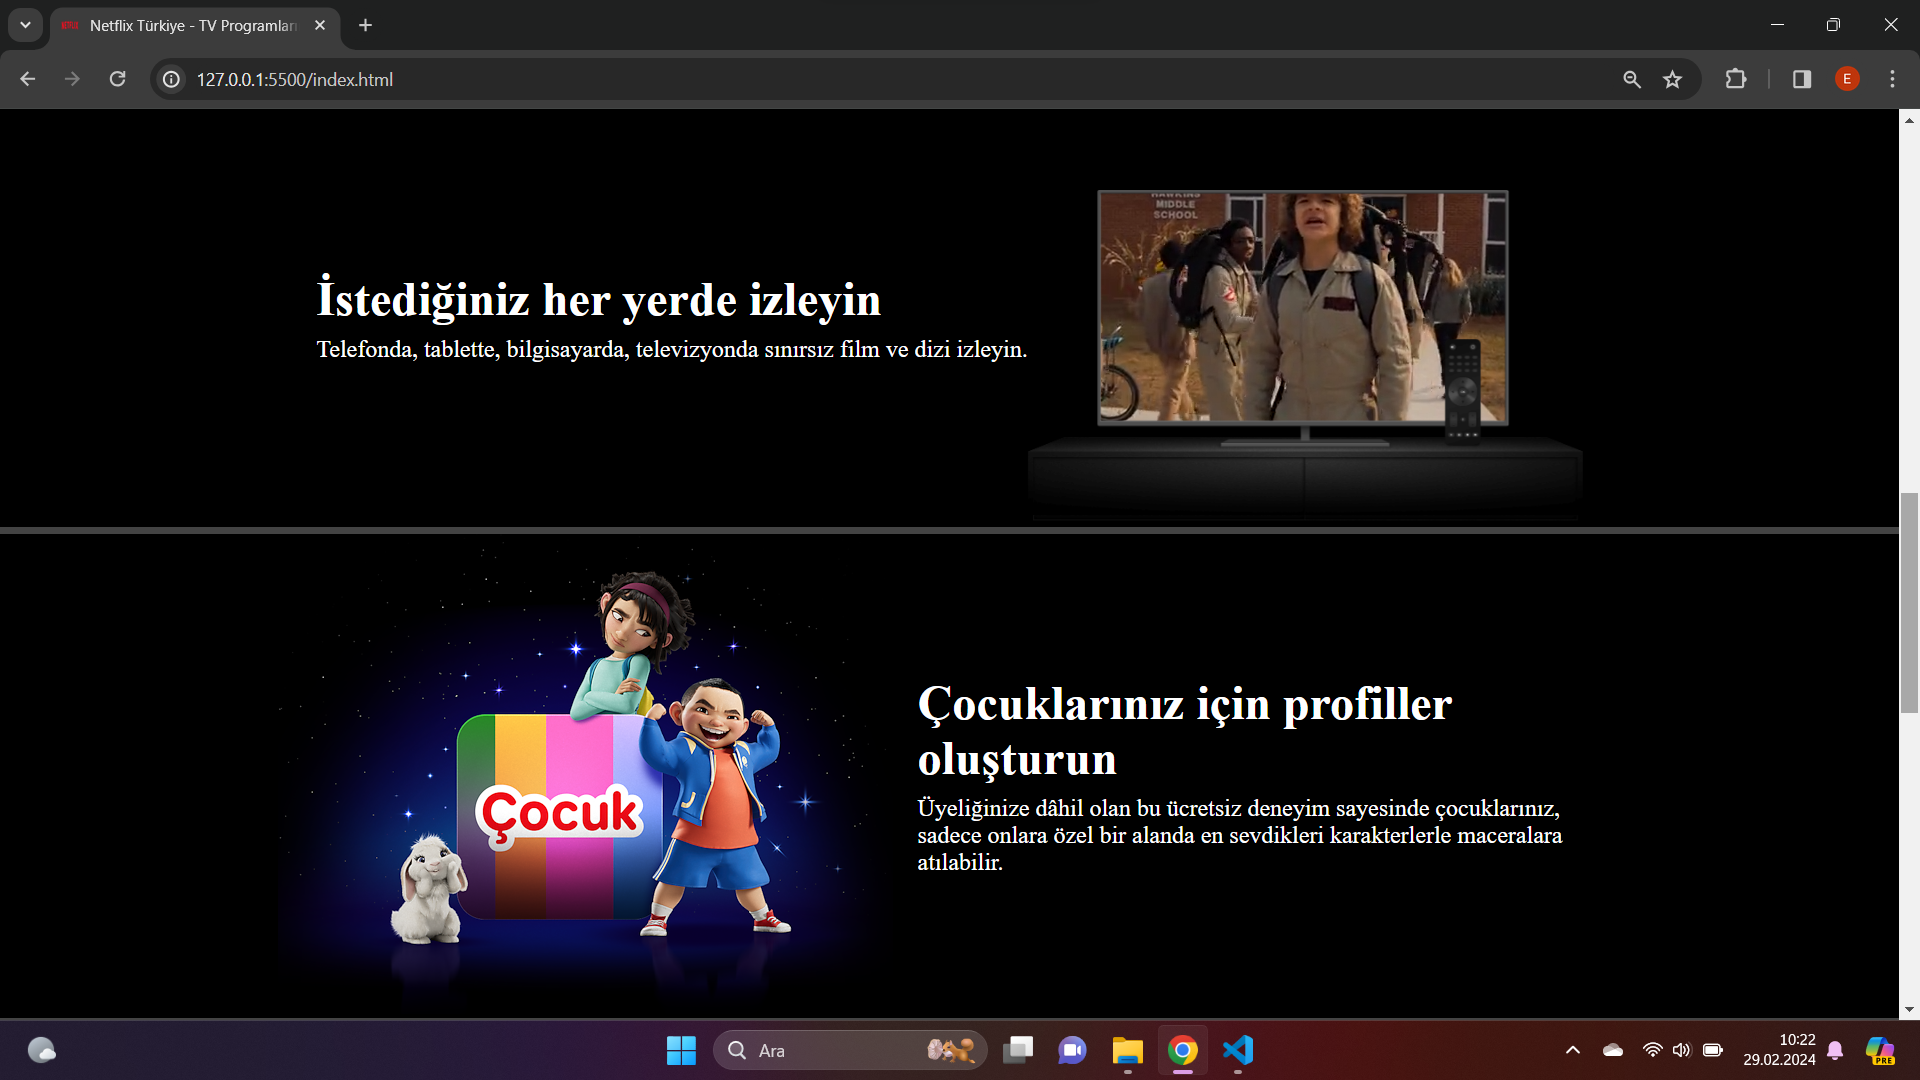 Netflix Türkiye - TV Programları
127.0.0.1:5500/index.html
E
HAWKINS
MIDDLE
SCHOOL
İstediğiniz her yerde izleyin
Telefonda, tablette, bilgisayarda, televizyonda sınırsız film ve dizi izleyin.
Çocuk
Çocuklarınız için profiller
oluşturun
Üyeliğinize dâhil olan bu ücretsiz deneyim sayesinde çocuklarınız,
sadece onlara özel bir alanda en sevdikleri karakterlerle maceralara
atılabilir.
Ara
10:22
29.02.2024
PRE